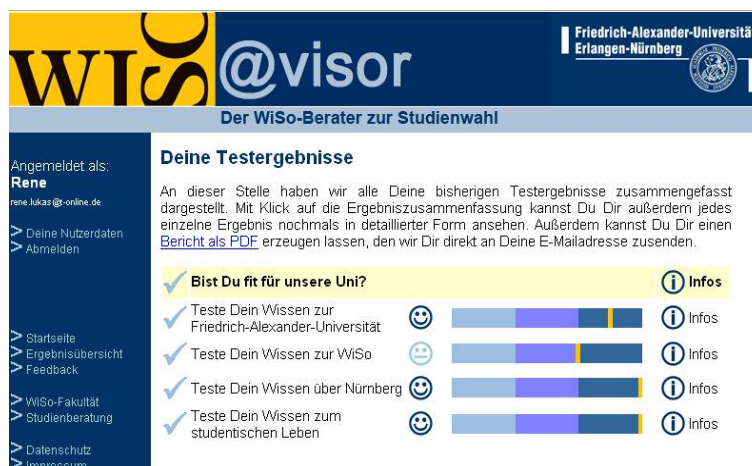 WISO@visor
Friedrich-Alexander-Universitä
Erlangen-Nürnberg
Der WiSo-Berater zur Studienwahl
Angemeldet als:
Rene
rene.lukas@t-online.de
> Deine Nutzerdaten
> Abmelden
> Startseite
> Ergebnisübersicht
> Feedback
> WiSo-Fakultät
> Studienberatung
> Datenschutz
> Impressum
Deine Testergebnisse
An dieser Stelle haben wir alle Deine bisherigen Testergebnisse zusammengefasst
dargestellt. Mit Klick auf die Ergebniszusammenfassung kannst Du Dir außerdem jedes
einzelne Ergebnis nochmals in detaillierter Form ansehen. Außerdem kannst Du Dir einen
Bericht als PDF erzeugen lassen, den wir Dir direkt an Deine E-Mailadresse zusenden.
Bist Du fit für unsere Uni? Infos
Teste Dein Wissen zur
Friedrich-Alexander-Universität Infos
Teste Dein Wissen zur WiSo Infos
Teste Dein Wissen über Nürnberg Infos
Teste Dein Wissen zum
studentischen Leben Infos